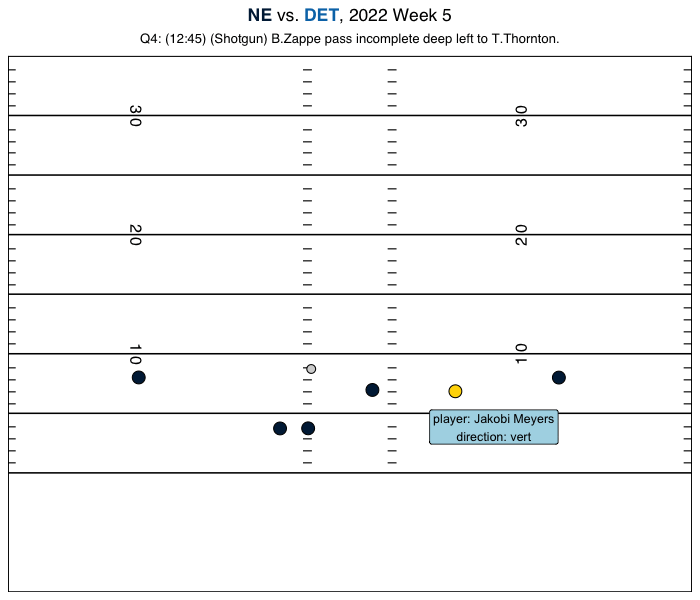 NE vs. DET, 2022 Week 5
Q4: (12:45) (Shotgun) B.Zappe pass incomplete deep left to T.Thornton.
30 30
20 20
10 10
player: Jakobi Meyers
direction: vert